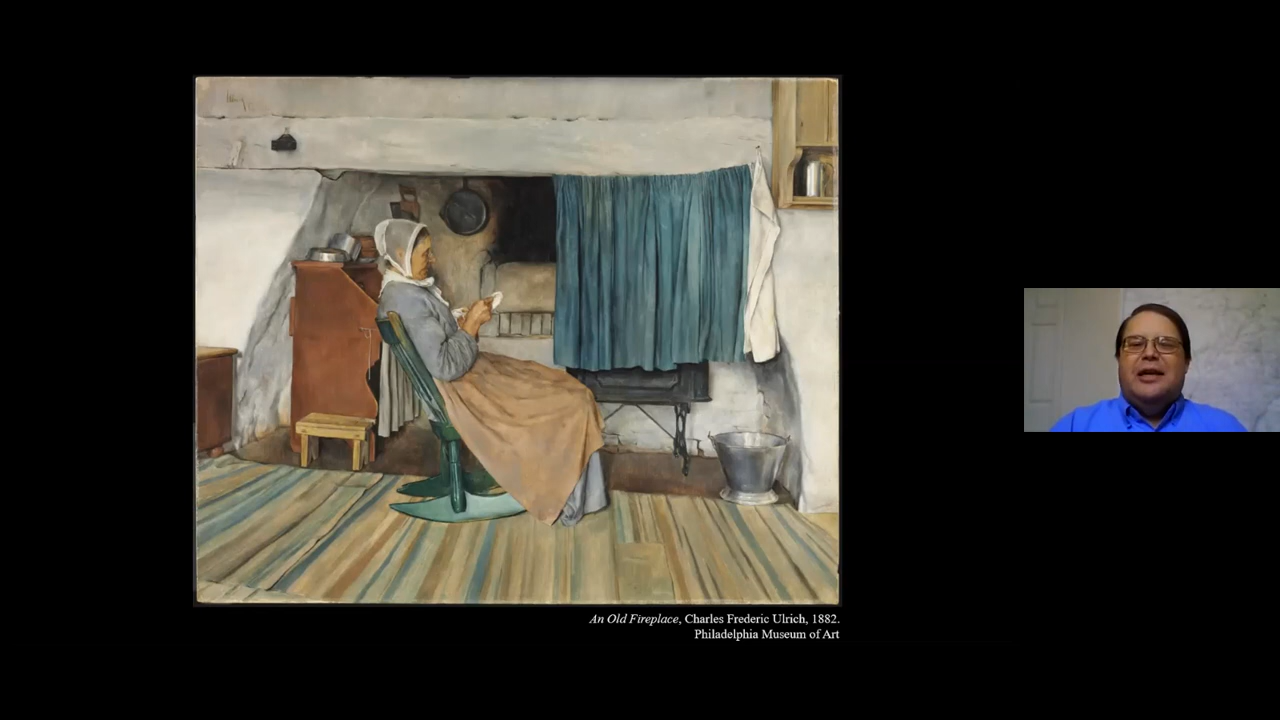 An Old Fireplace, Charles Frederic Ulrich, 1882.
Philadelphia Museum of Art